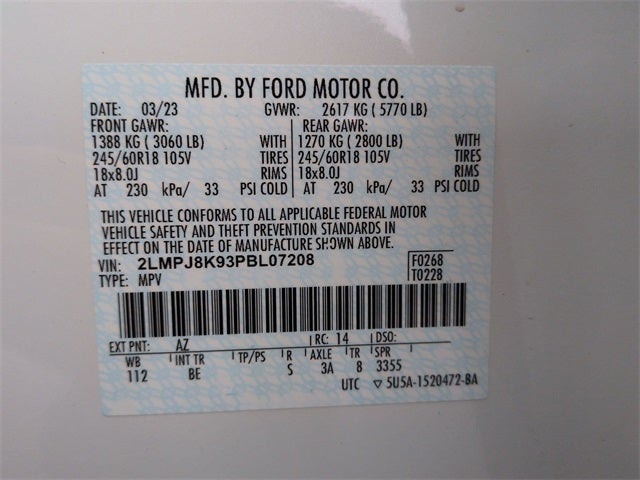 MFD. BY FORD MOTOR CO.
DATE: 03/23 GVWR: 2617 KG ( 5770 LB)
FRONT GAWR: REAR GAWR:
1388 KG ( 3060 LB) WITH 1270 KG ( 2800 LB) WITH
245/60R18 105V TIRES 245/60R18 105V TIRES
18x8.0J RIMS 18x8.0J RIMS
AT 230 kPa/ 33 PSI COLD AT 230 kPa/ 33 PSI COLD
THIS VEHICLE CONFORMS TO ALL APPLICABLE FEDERAL MOTOR
VEHICLE SAFETY AND THEFT PREVENTION STANDARDS IN
EFFECT ON THE DATE OF MANUFACTURE SHOWN ABOVE.
VIN: 2LMPJ8K93PBL07208 F0268
TYPE: MPV T0228
EXT PNT: AZ RC: 14 DSO:
WB INT TR TP/PS R AXLE TR SPR
112 BE S 3A 8 3355
UTC ▽ 5U5A-1520472-BA